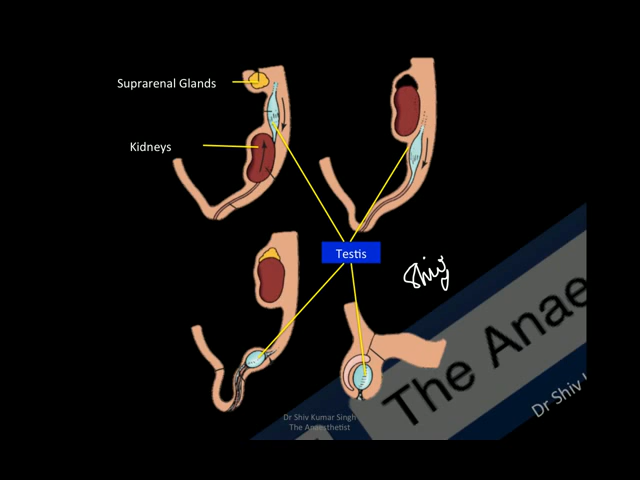 Suprarenal Glands
Kidneys
Testis
Shiv
The Anae
Dr Shiv
Dr Shiv Kumar Singh
The Anaesthetist